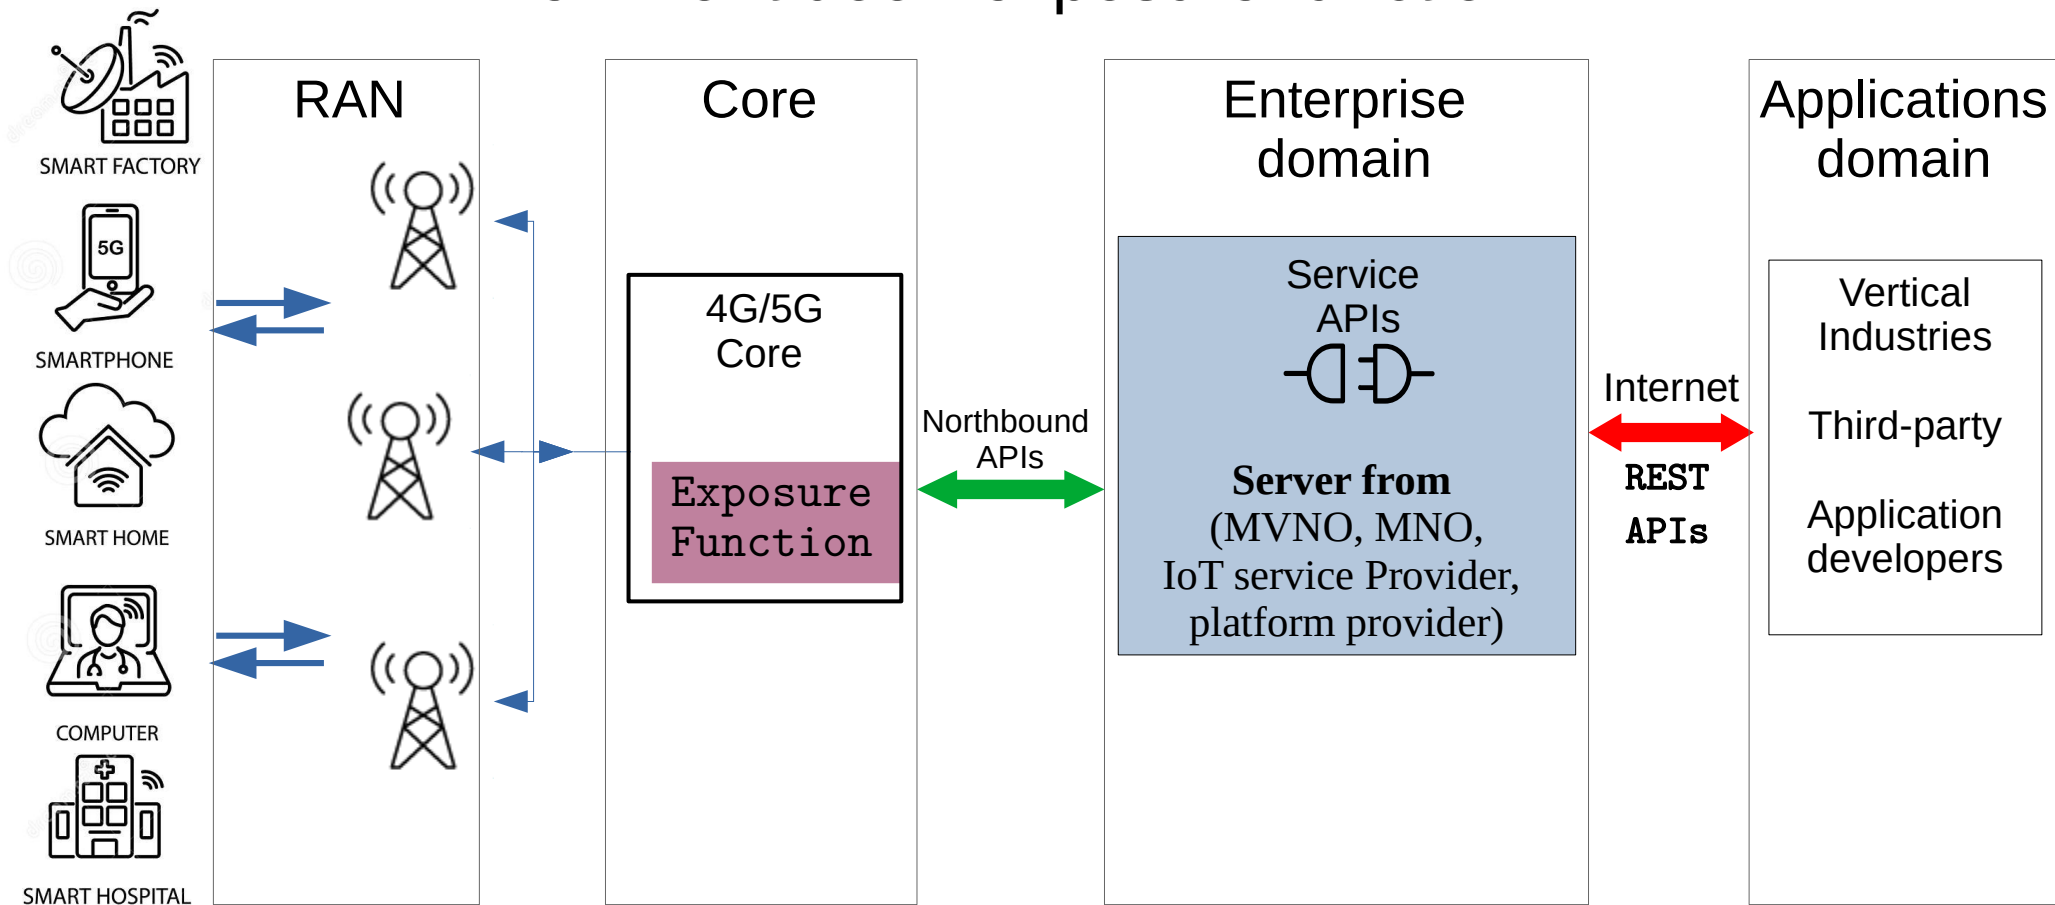 SMART FACTORY
5G
SMARTPHONE
SMART HOME
COMPUTER
SMART HOSPITAL
RAN
Core
4G/5G
Core
Exposure
Function
Northbound
APIs
Enterprise
domain
Service
APIs
Server from
(MVNO, MNO,
IoT service Provider,
platform provider)
Internet
REST
APIs
Applications
domain
Vertical
Industries
Third-party
Application
developers